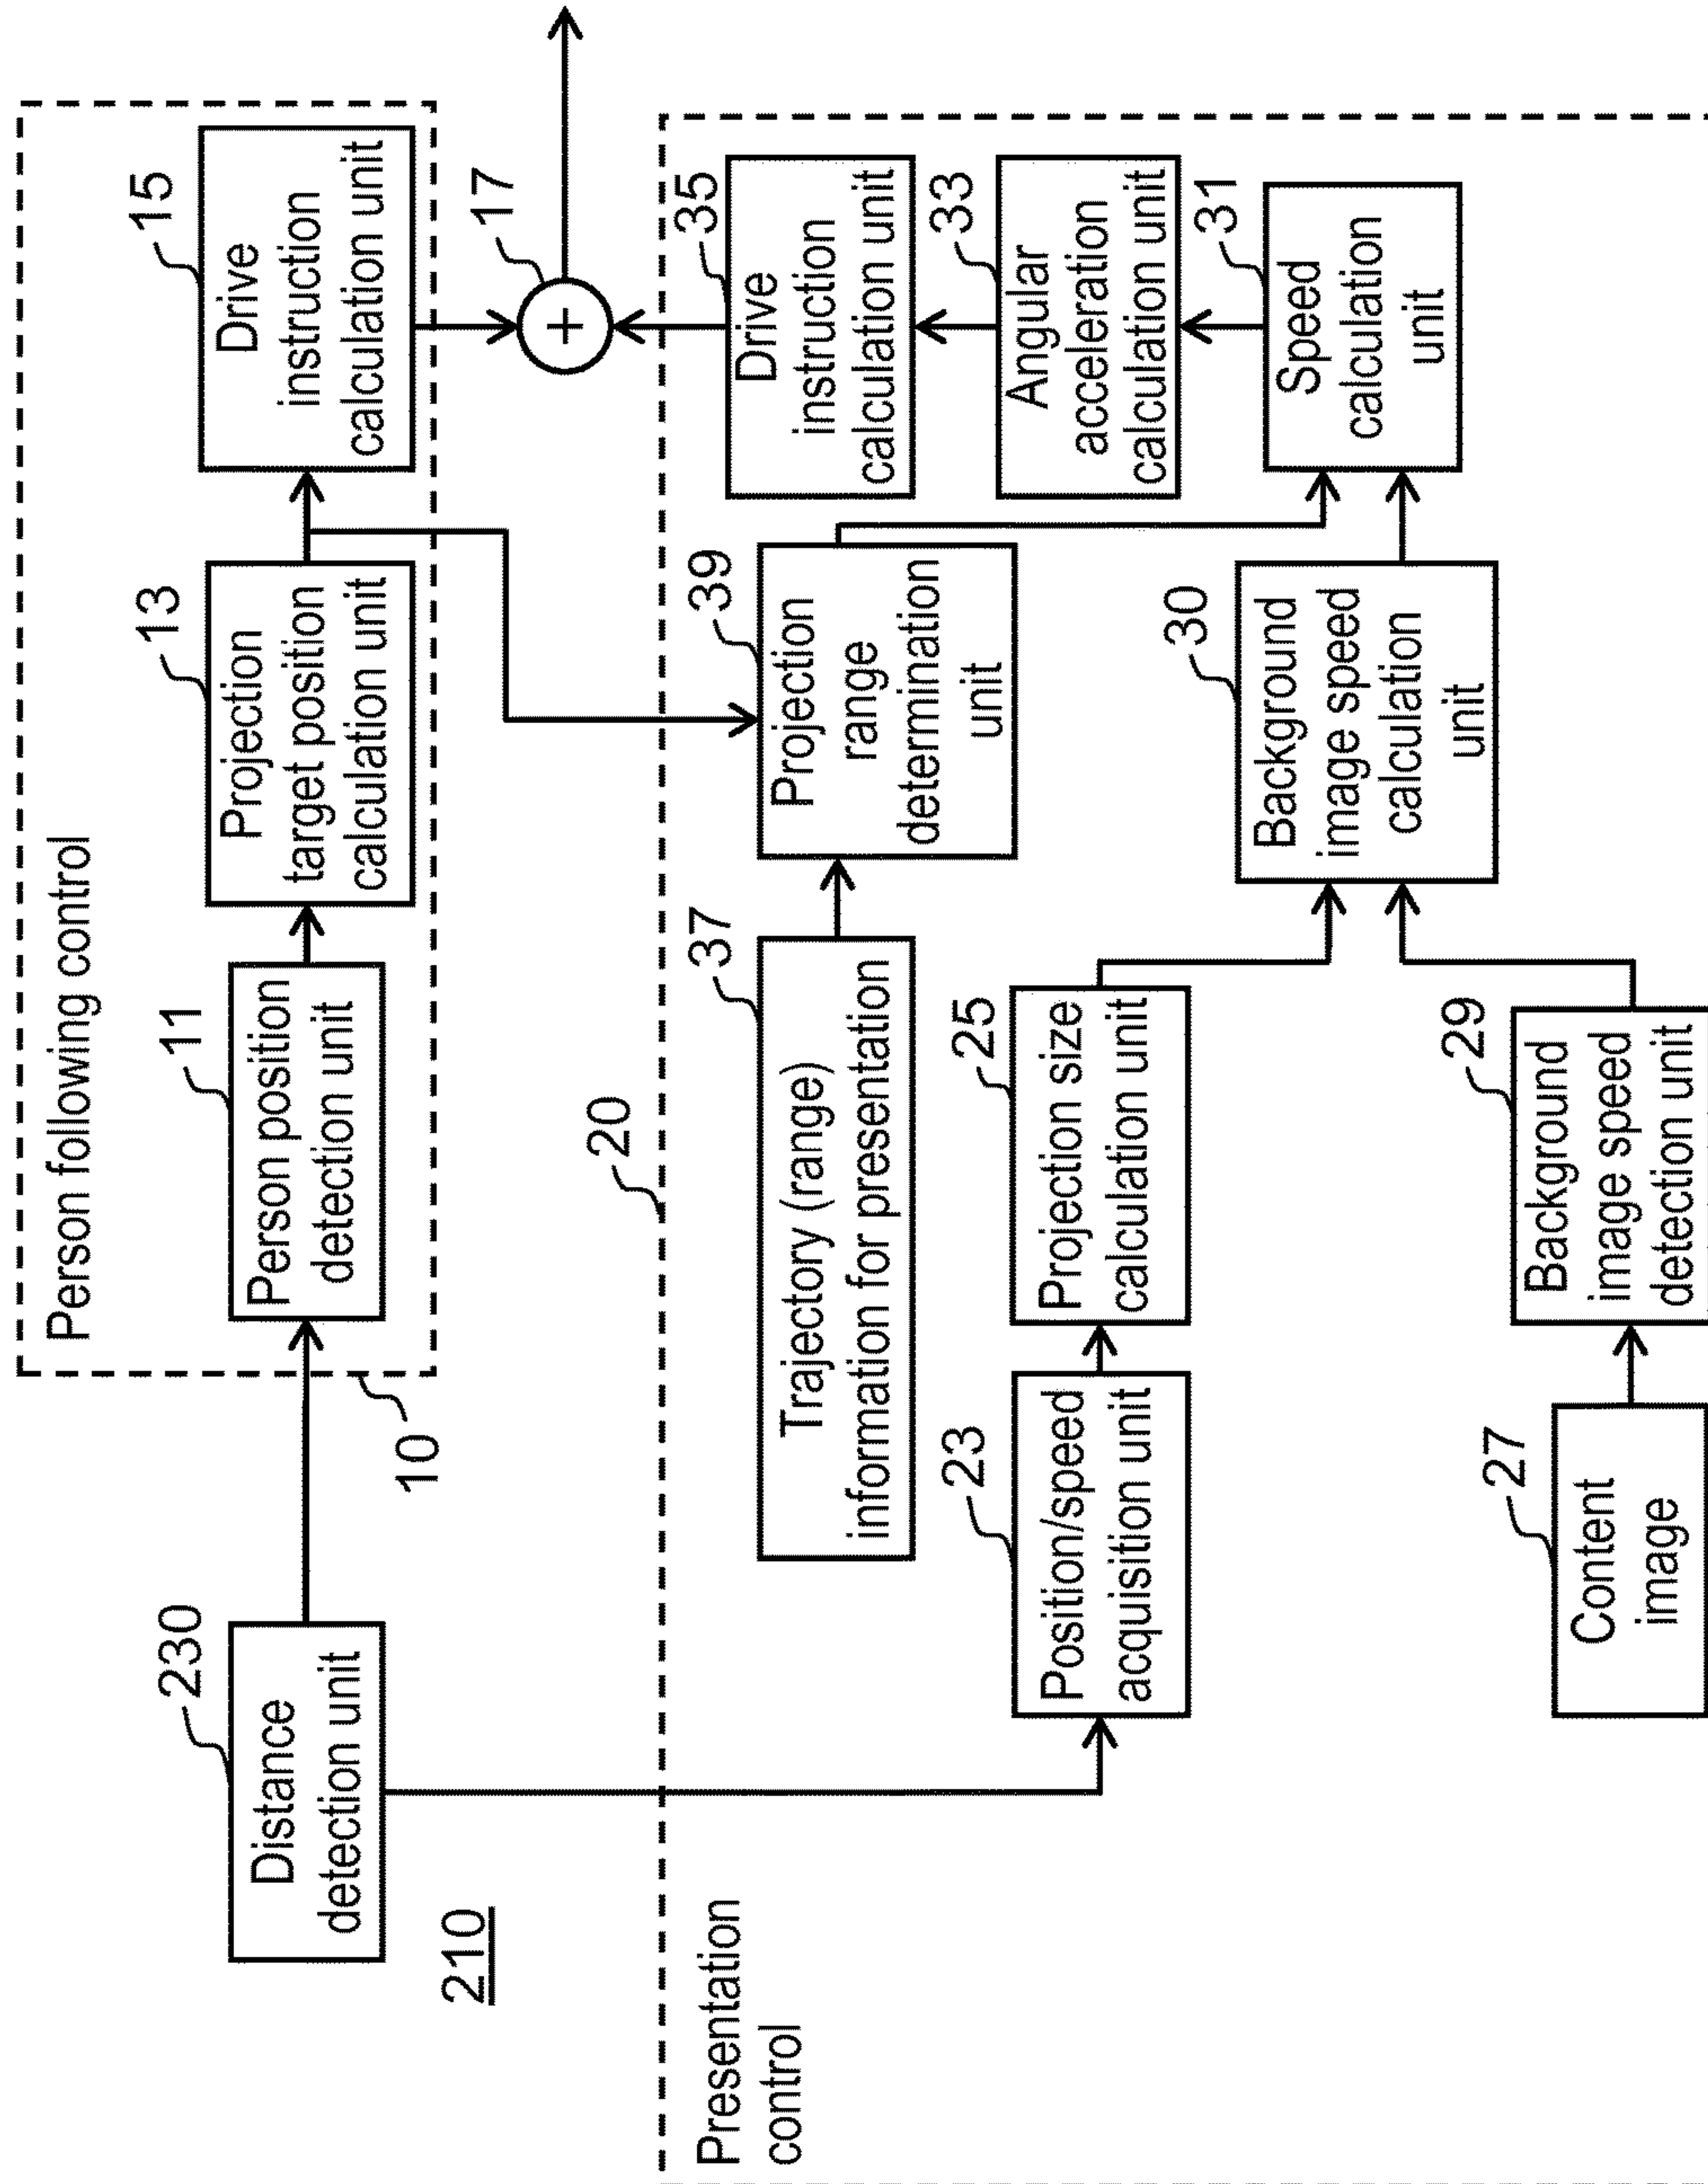 Person following control
230
Distance
detection unit
11
Person position
detection unit
13
Projection
target position
calculation unit
15
Drive
instruction
calculation unit
10
210
17
+
20
Presentation
control
37
Trajectory (range)
information for presentation
39
Projection
range
determination
unit
35
Drive
instruction
calculation unit
23
Position/speed
acquisition unit
25
Projection size
calculation unit
33
Angular
acceleration
calculation unit
30
Background
image speed
calculation
unit
31
Speed
calculation
unit
27
Content
image
29
Background
image speed
detection unit